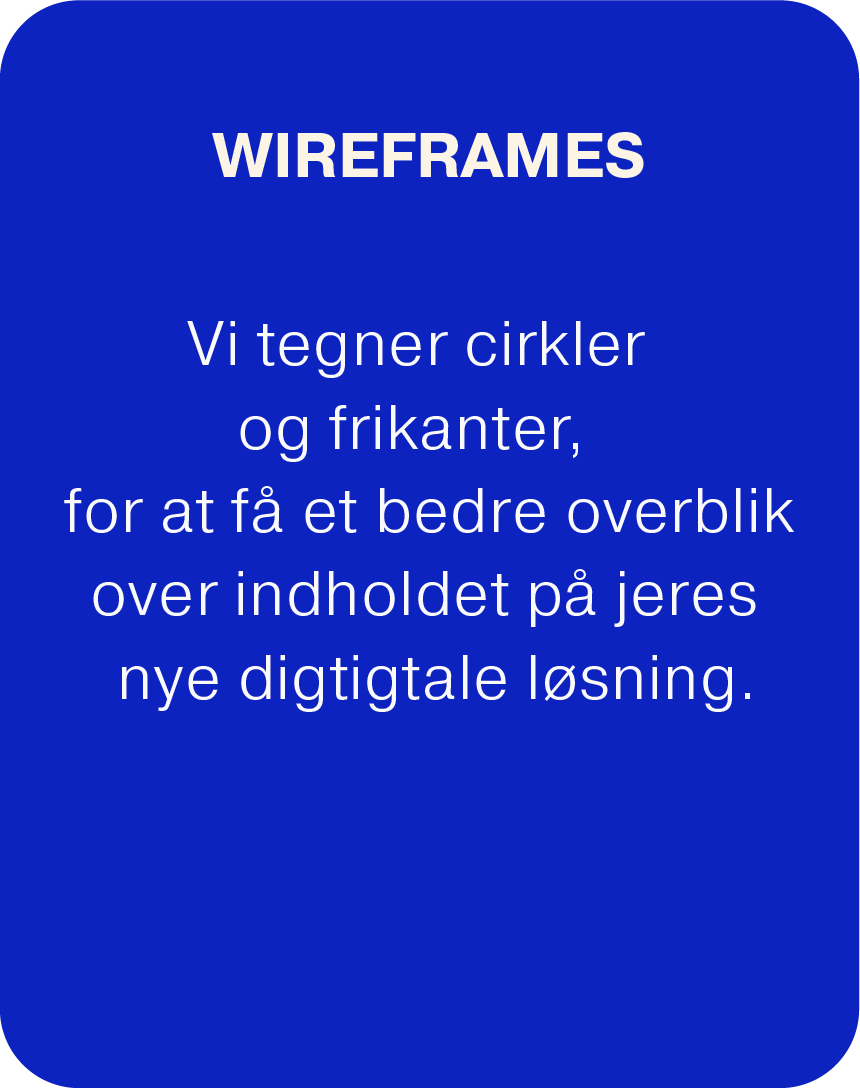 WIREFRAMES
Vi tegner cirkler
og frikanter,
for at få et bedre overblik
over indholdet på jeres
nye digtigtale løsning.